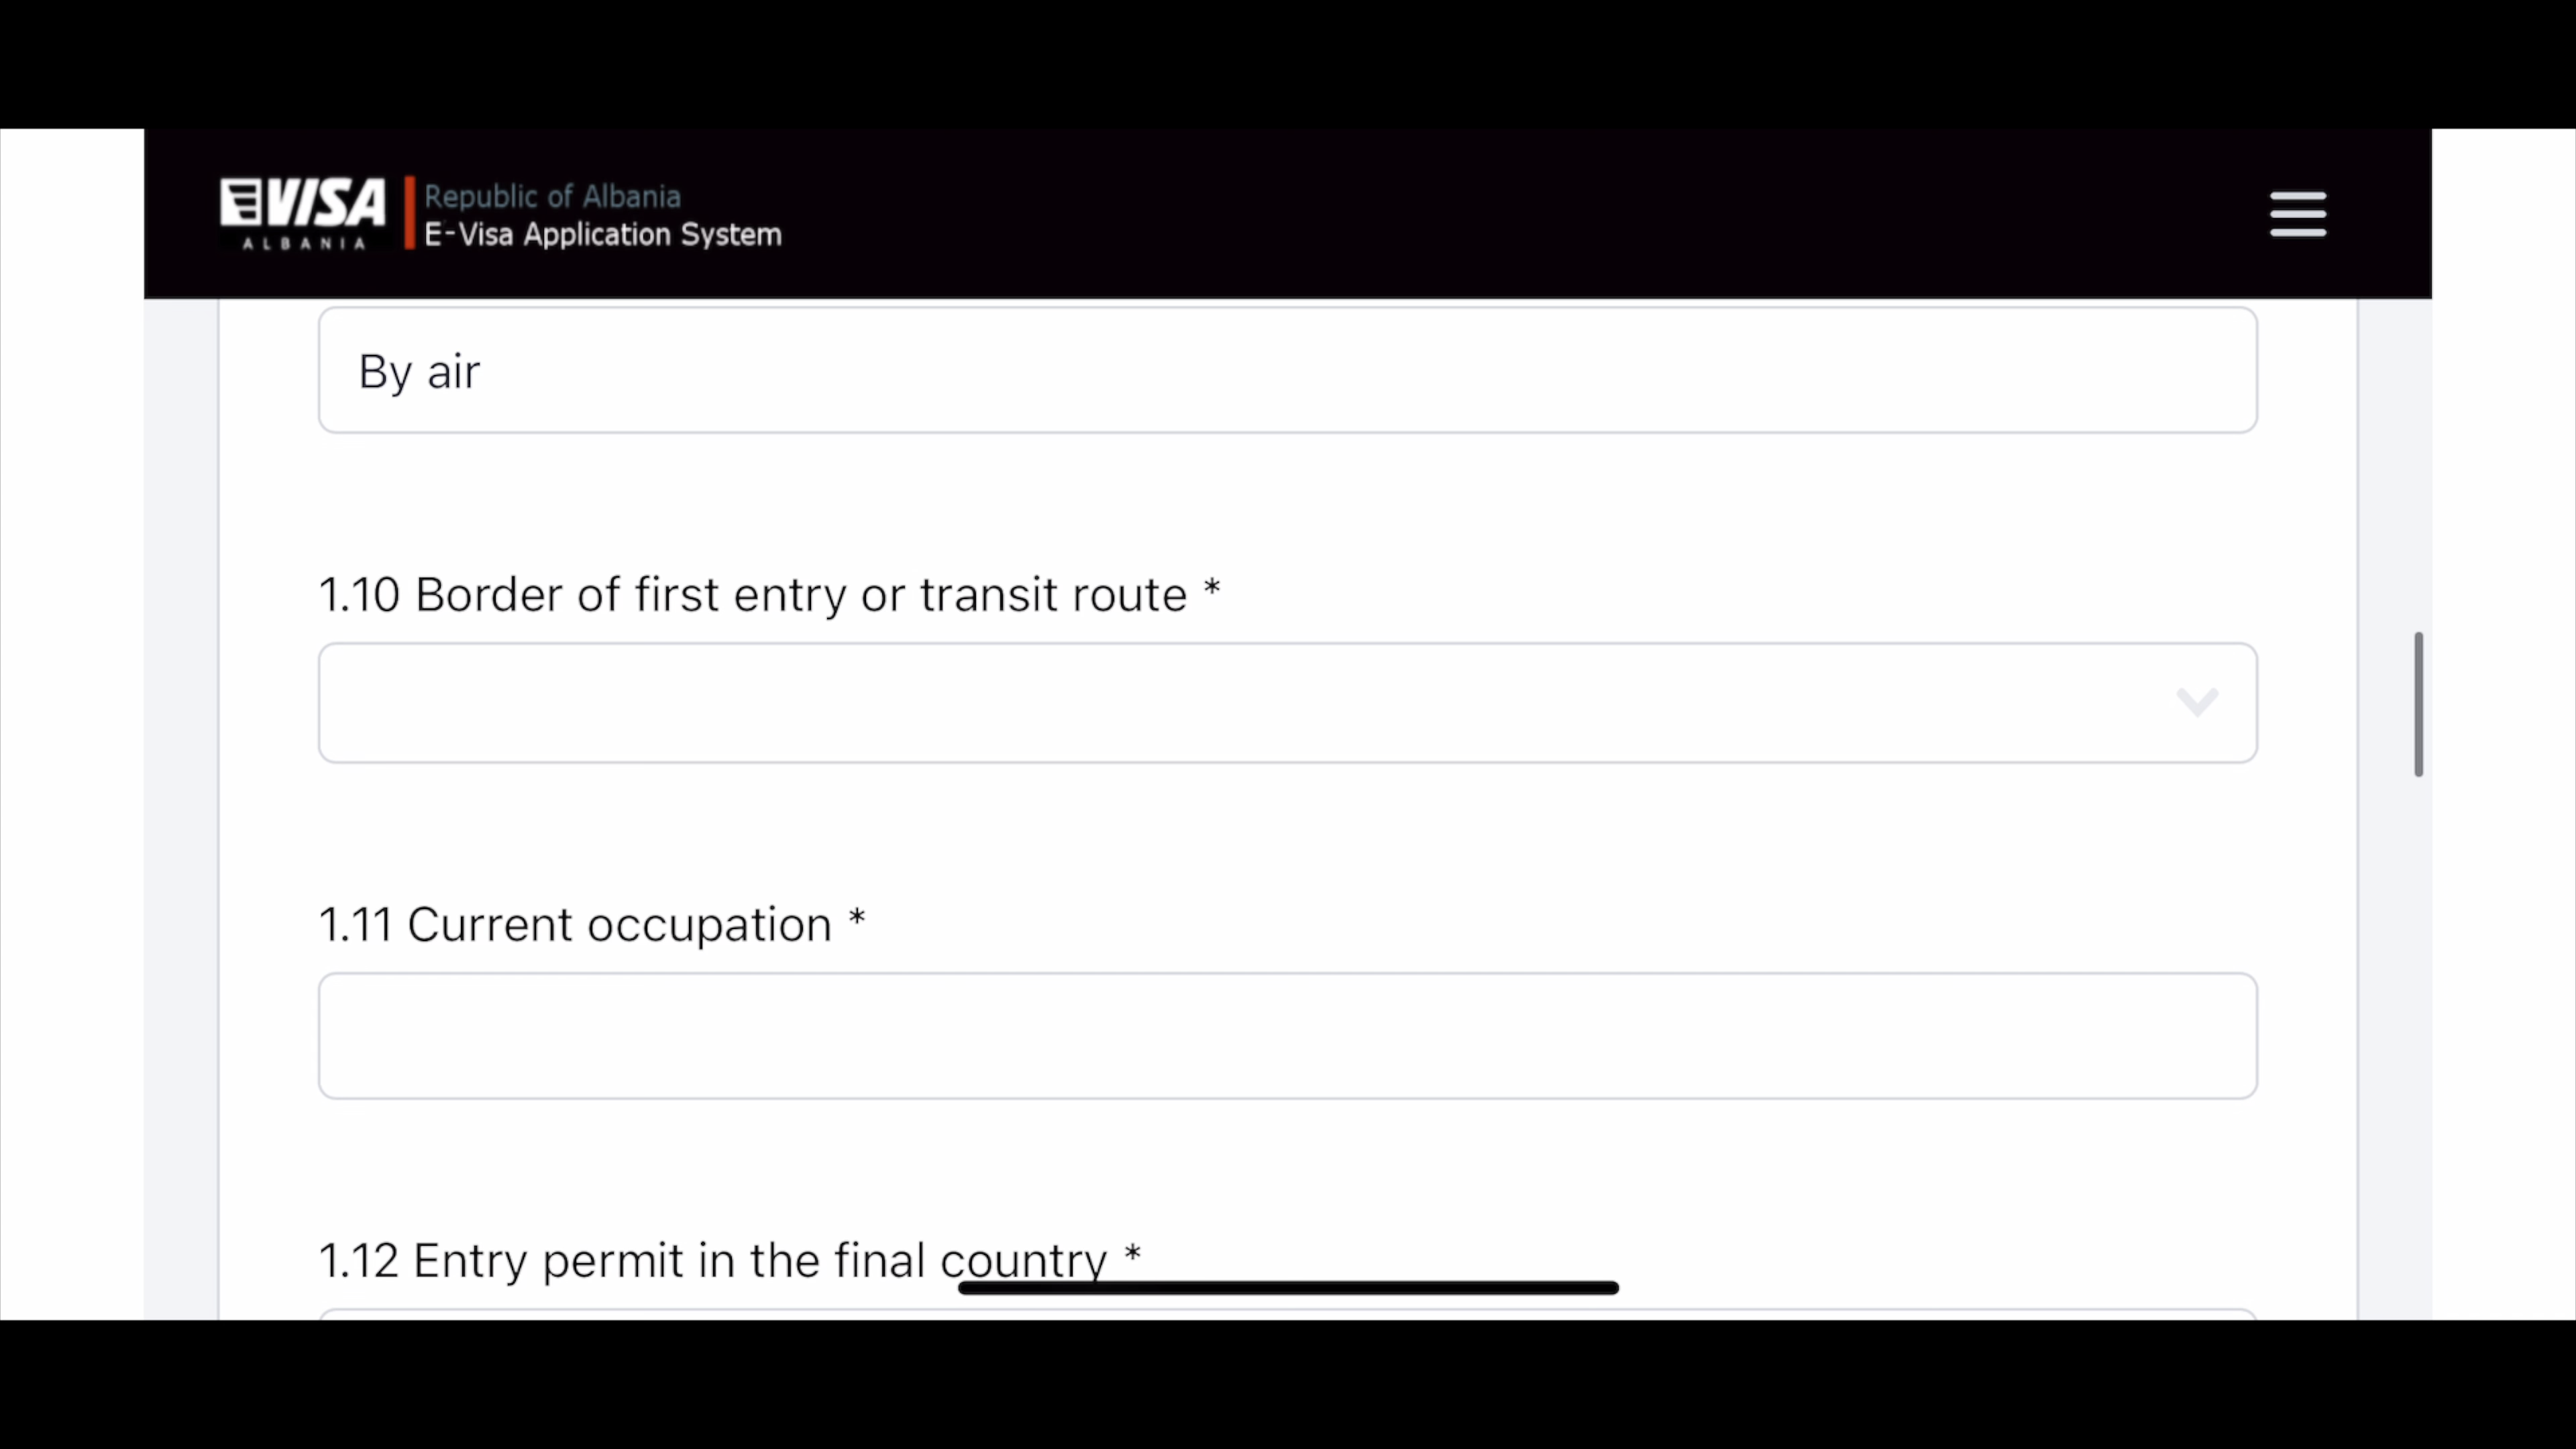 EVISA
ALBANIA
Republic of Albania
E-Visa Application System
By air
1.10 Border of first entry or transit route *
1.11 Current occupation *
1.12 Entry permit in the final country *